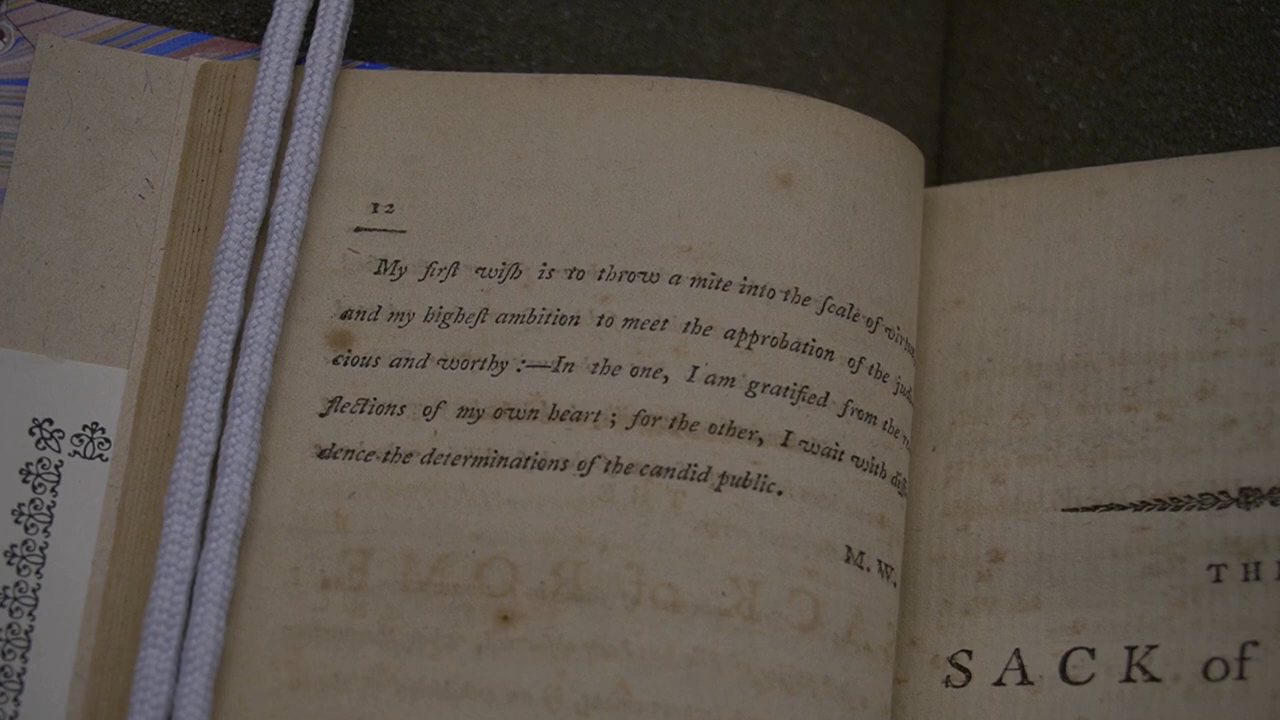 12
My firſt wiſh is to throw a mite into the ſcale of
and my higheſt ambition to meet the approbation of the
cious and worthy :—In the one, I am gratified from the
flections of my own heart ; for the other, I wait with
dence the determinations of the candid public.
M. W.
SACK of